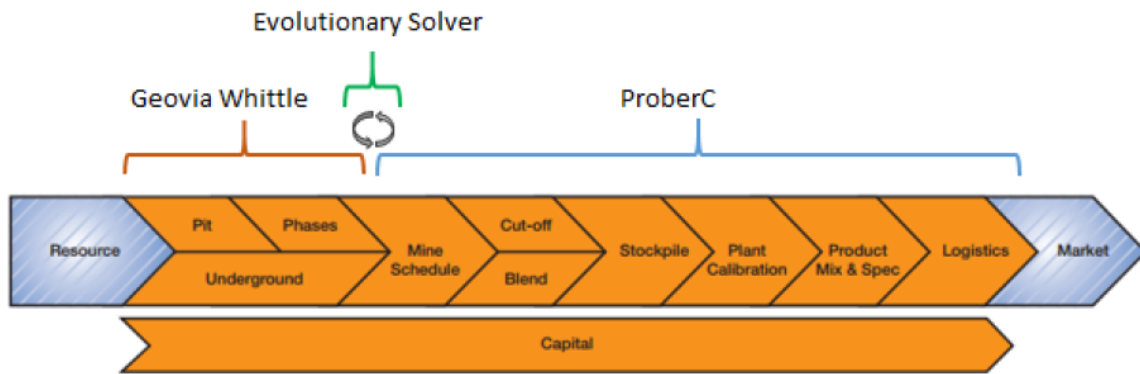 Evolutionary Solver
Geovia Whittle
ProberC
Resource
Pit
Phases
Underground
Mine
Schedule
Cut-off
Blend
Stockpile
Plant
Calibration
Product
Mix & Spec
Logistics
Market
Capital